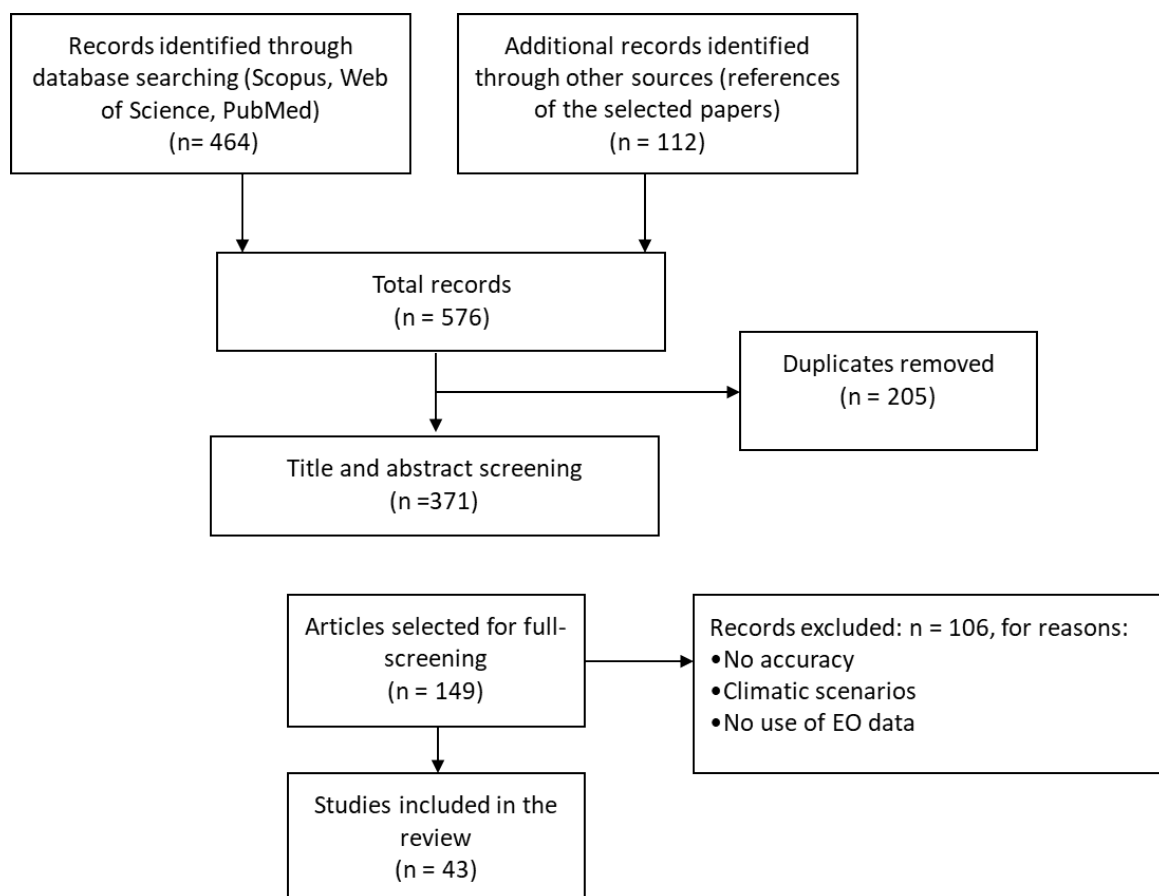 Records identified through
database searching (Scopus, Web
of Science, PubMed)
(n= 464)
Additional records identified
through other sources (references
of the selected papers)
(n = 112)
Total records
(n = 576)
Duplicates removed
(n = 205)
Title and abstract screening
(n =371)
Articles selected for full-
screening
(n = 149)
Records excluded: n = 106, for reasons:
•No accuracy
•Climatic scenarios
•No use of EO data
Studies included in the
review
(n = 43)